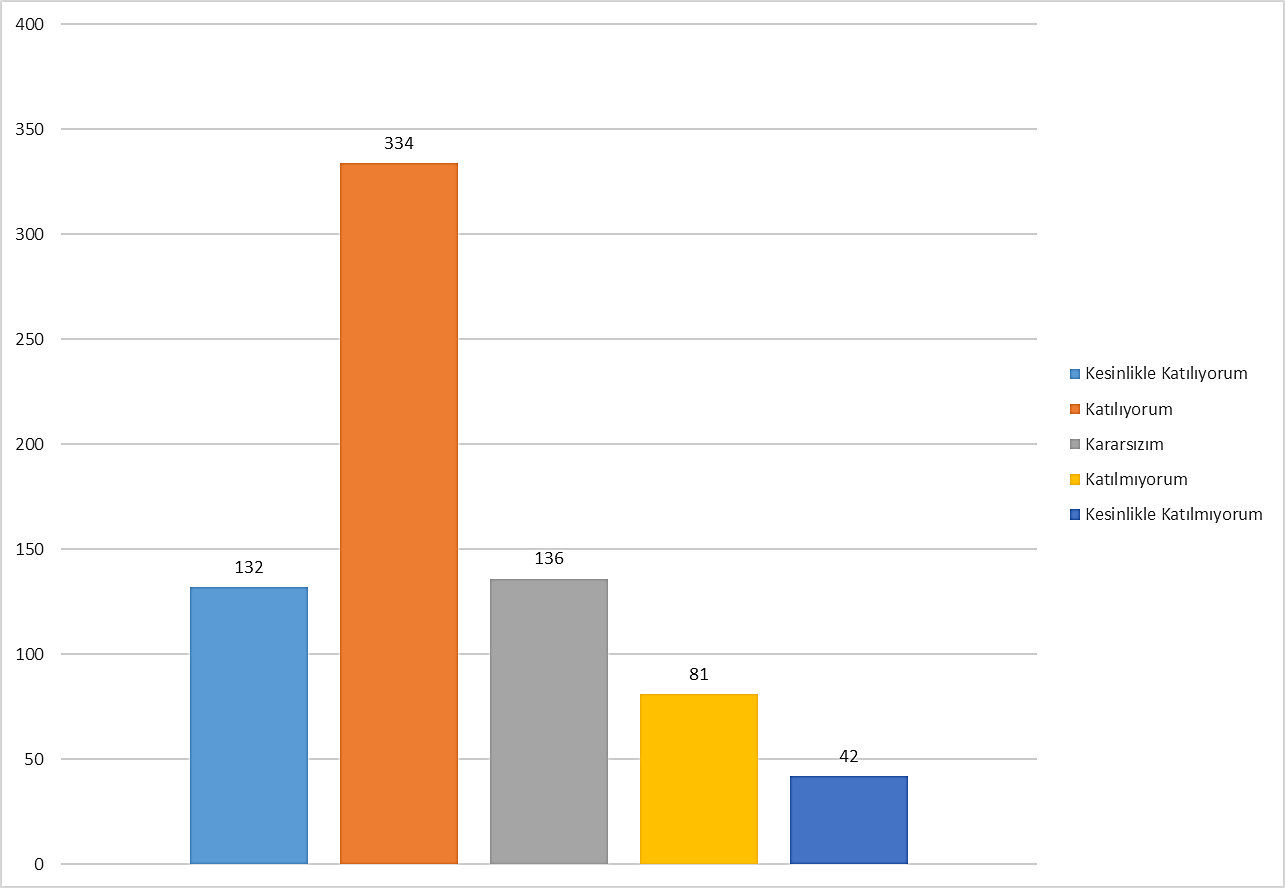 400
350
300
250
200
150
100
50
0
132
334
136
81
42
Kesinlikle Katılıyorum
Katılıyorum
Kararsızım
Katılmıyorum
Kesinlikle Katılmıyorum